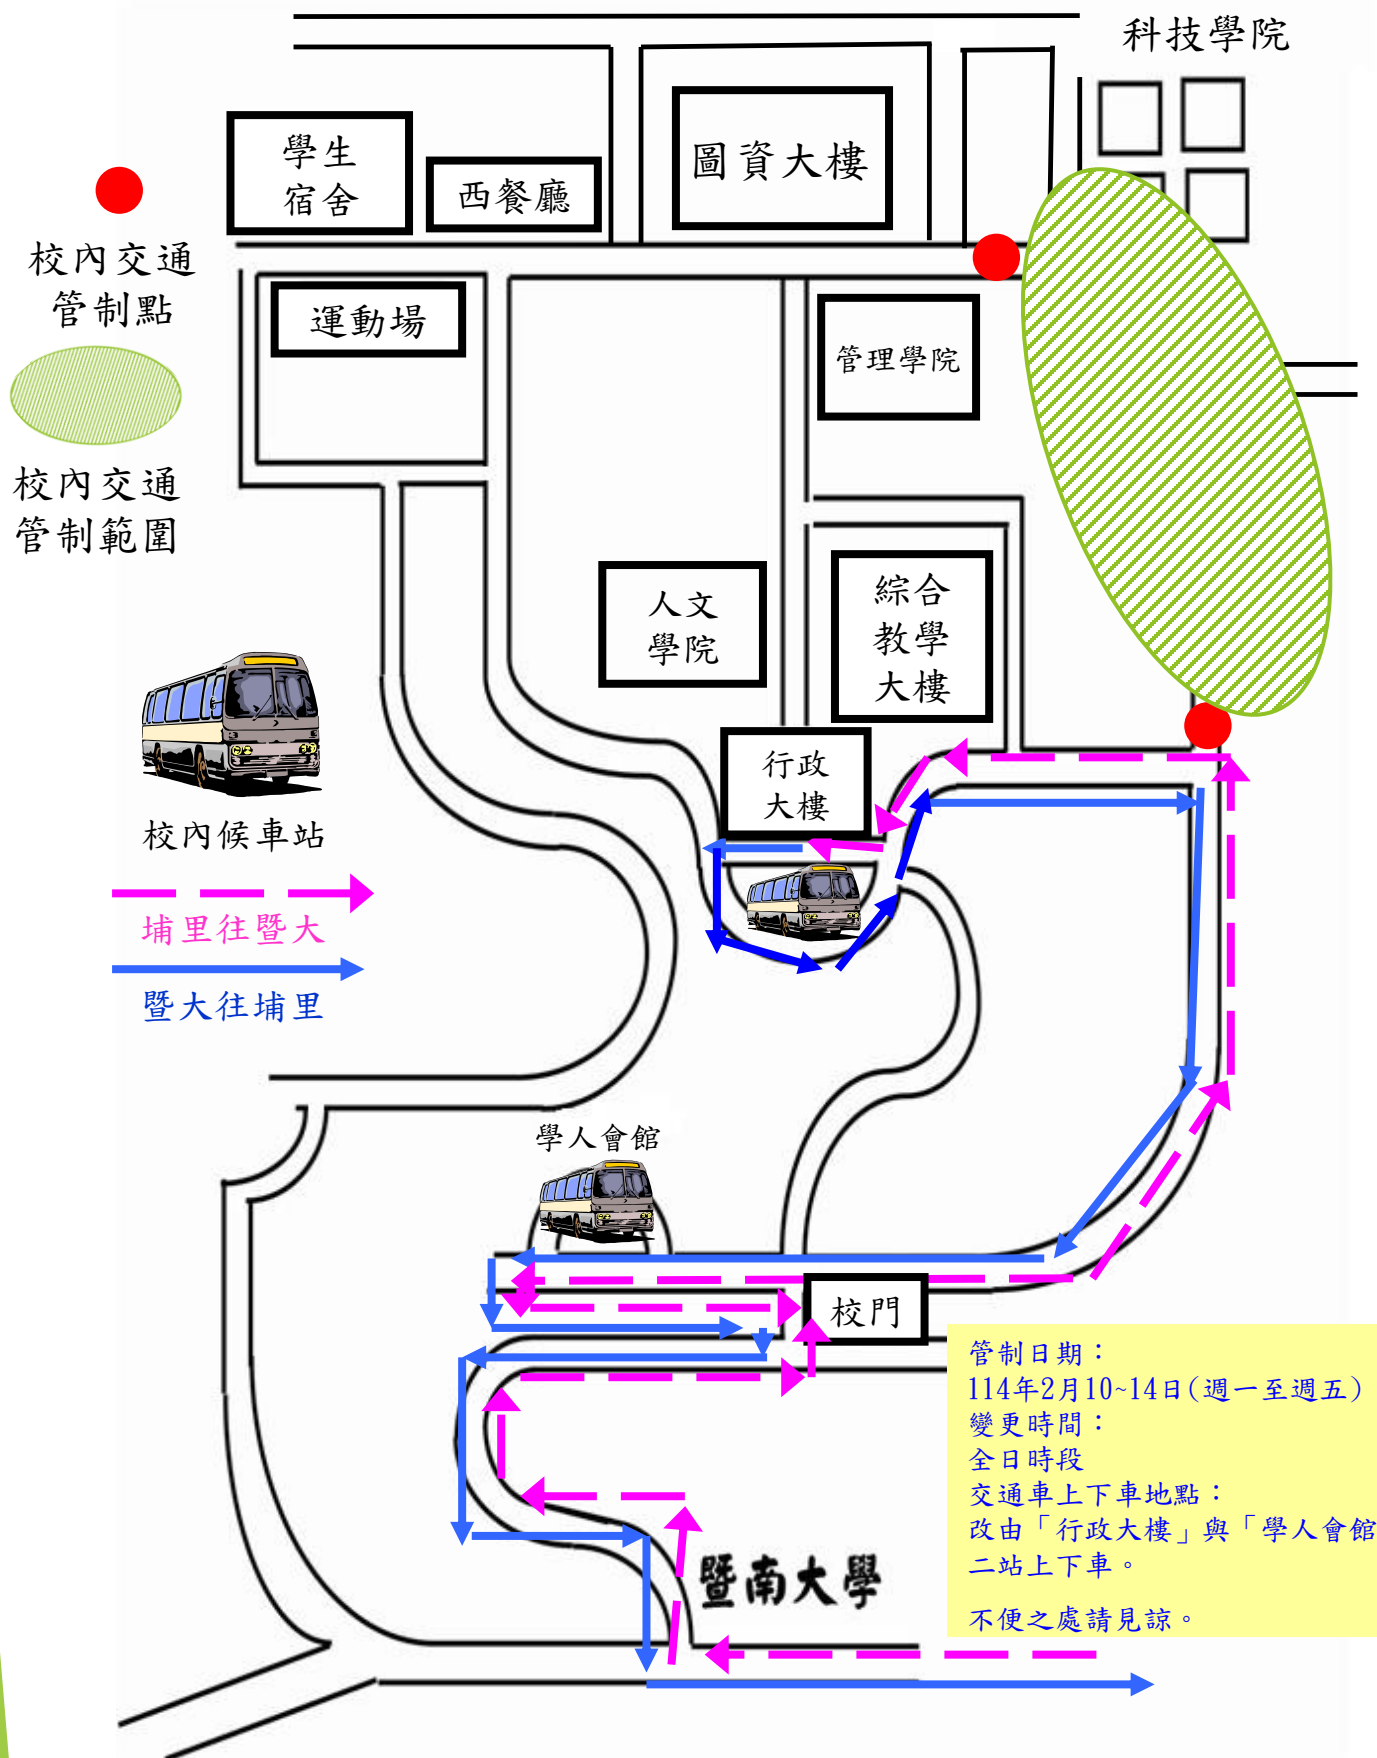 科技學院
學生
宿舍
西餐廳
圖資大樓
校內交通
管制點
運動場
管理學院
校內交通
管制範圍
人文
學院
綜合
教學
大樓
行政
大樓
校內候車站
埔里往暨大
暨大往埔里
學人會館
校門
管制日期：
114年2月10~14日(週一至週五)
變更時間：
全日時段
交通車上下車地點：
改由「行政大樓」與「學人會館
二站上下車。
不便之處請見諒。
暨南大學